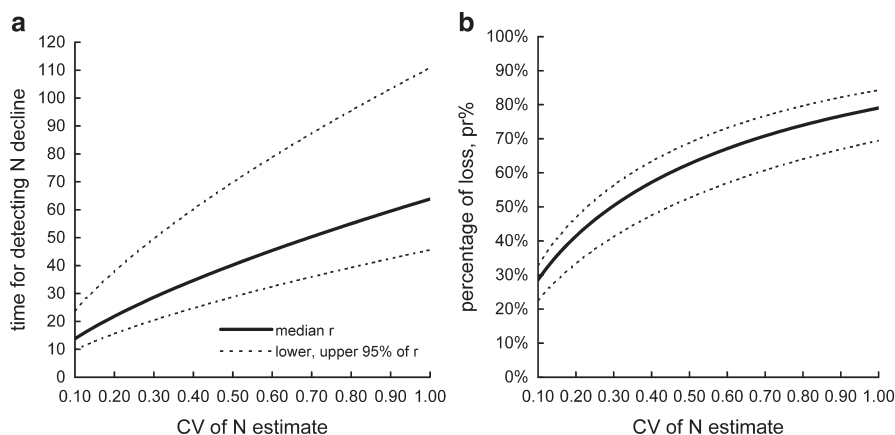 a
time for detecting N decline
120
110
100
90
80
70
60
50
40
30
20
10
0
0.10 0.20 0.30 0.40 0.50 0.60 0.70 0.80 0.90 1.00
CV of N estimate
median r
lower, upper 95% of r
b
percentage of loss, pr%
100%
90%
80%
70%
60%
50%
40%
30%
20%
10%
0%
0.10 0.20 0.30 0.40 0.50 0.60 0.70 0.80 0.90 1.00
CV of N estimate